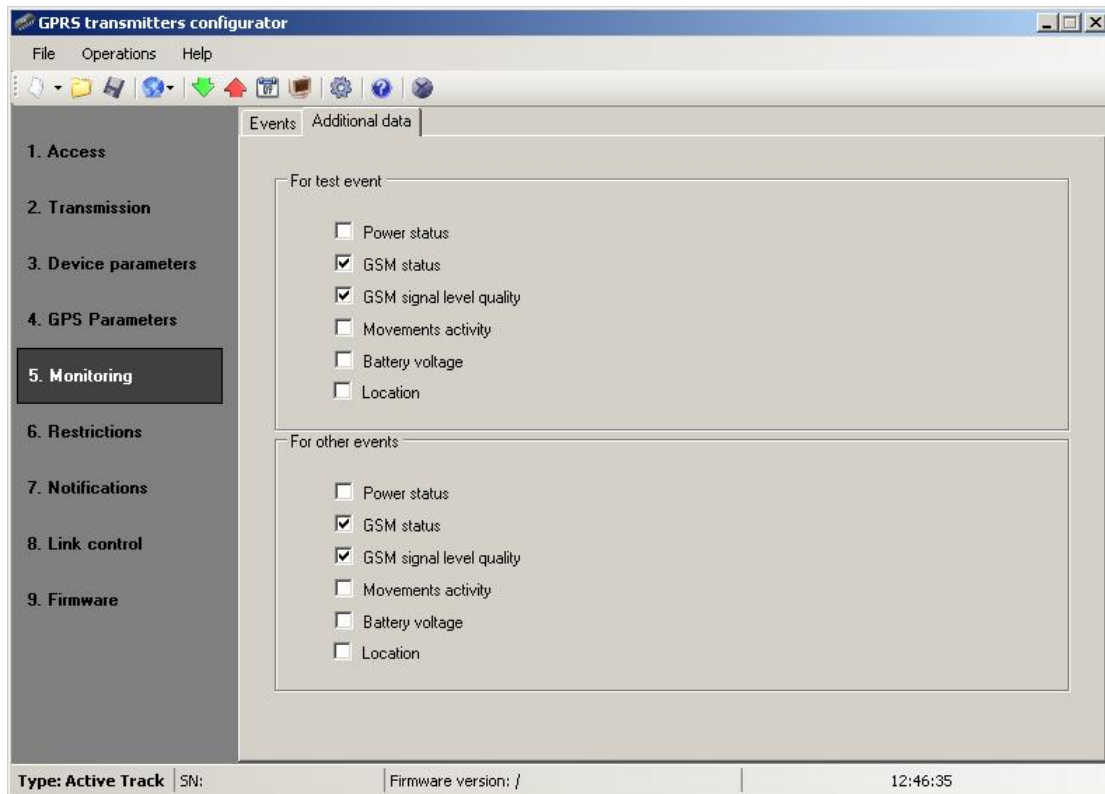 GPRS transmitters configurator
File Operations Help
Events Additional data
1. Access
2. Transmission
3. Device parameters
4. GPS Parameters
5. Monitoring
6. Restrictions
7. Notifications
8. Link control
9. Firmware
For test event
Power status
GSM status
GSM signal level quality
Movements activity
Battery voltage
Location
For other events
Power status
GSM status
GSM signal level quality
Movements activity
Battery voltage
Location
Type: Active Track SN: Firmware version: / 12:46:35